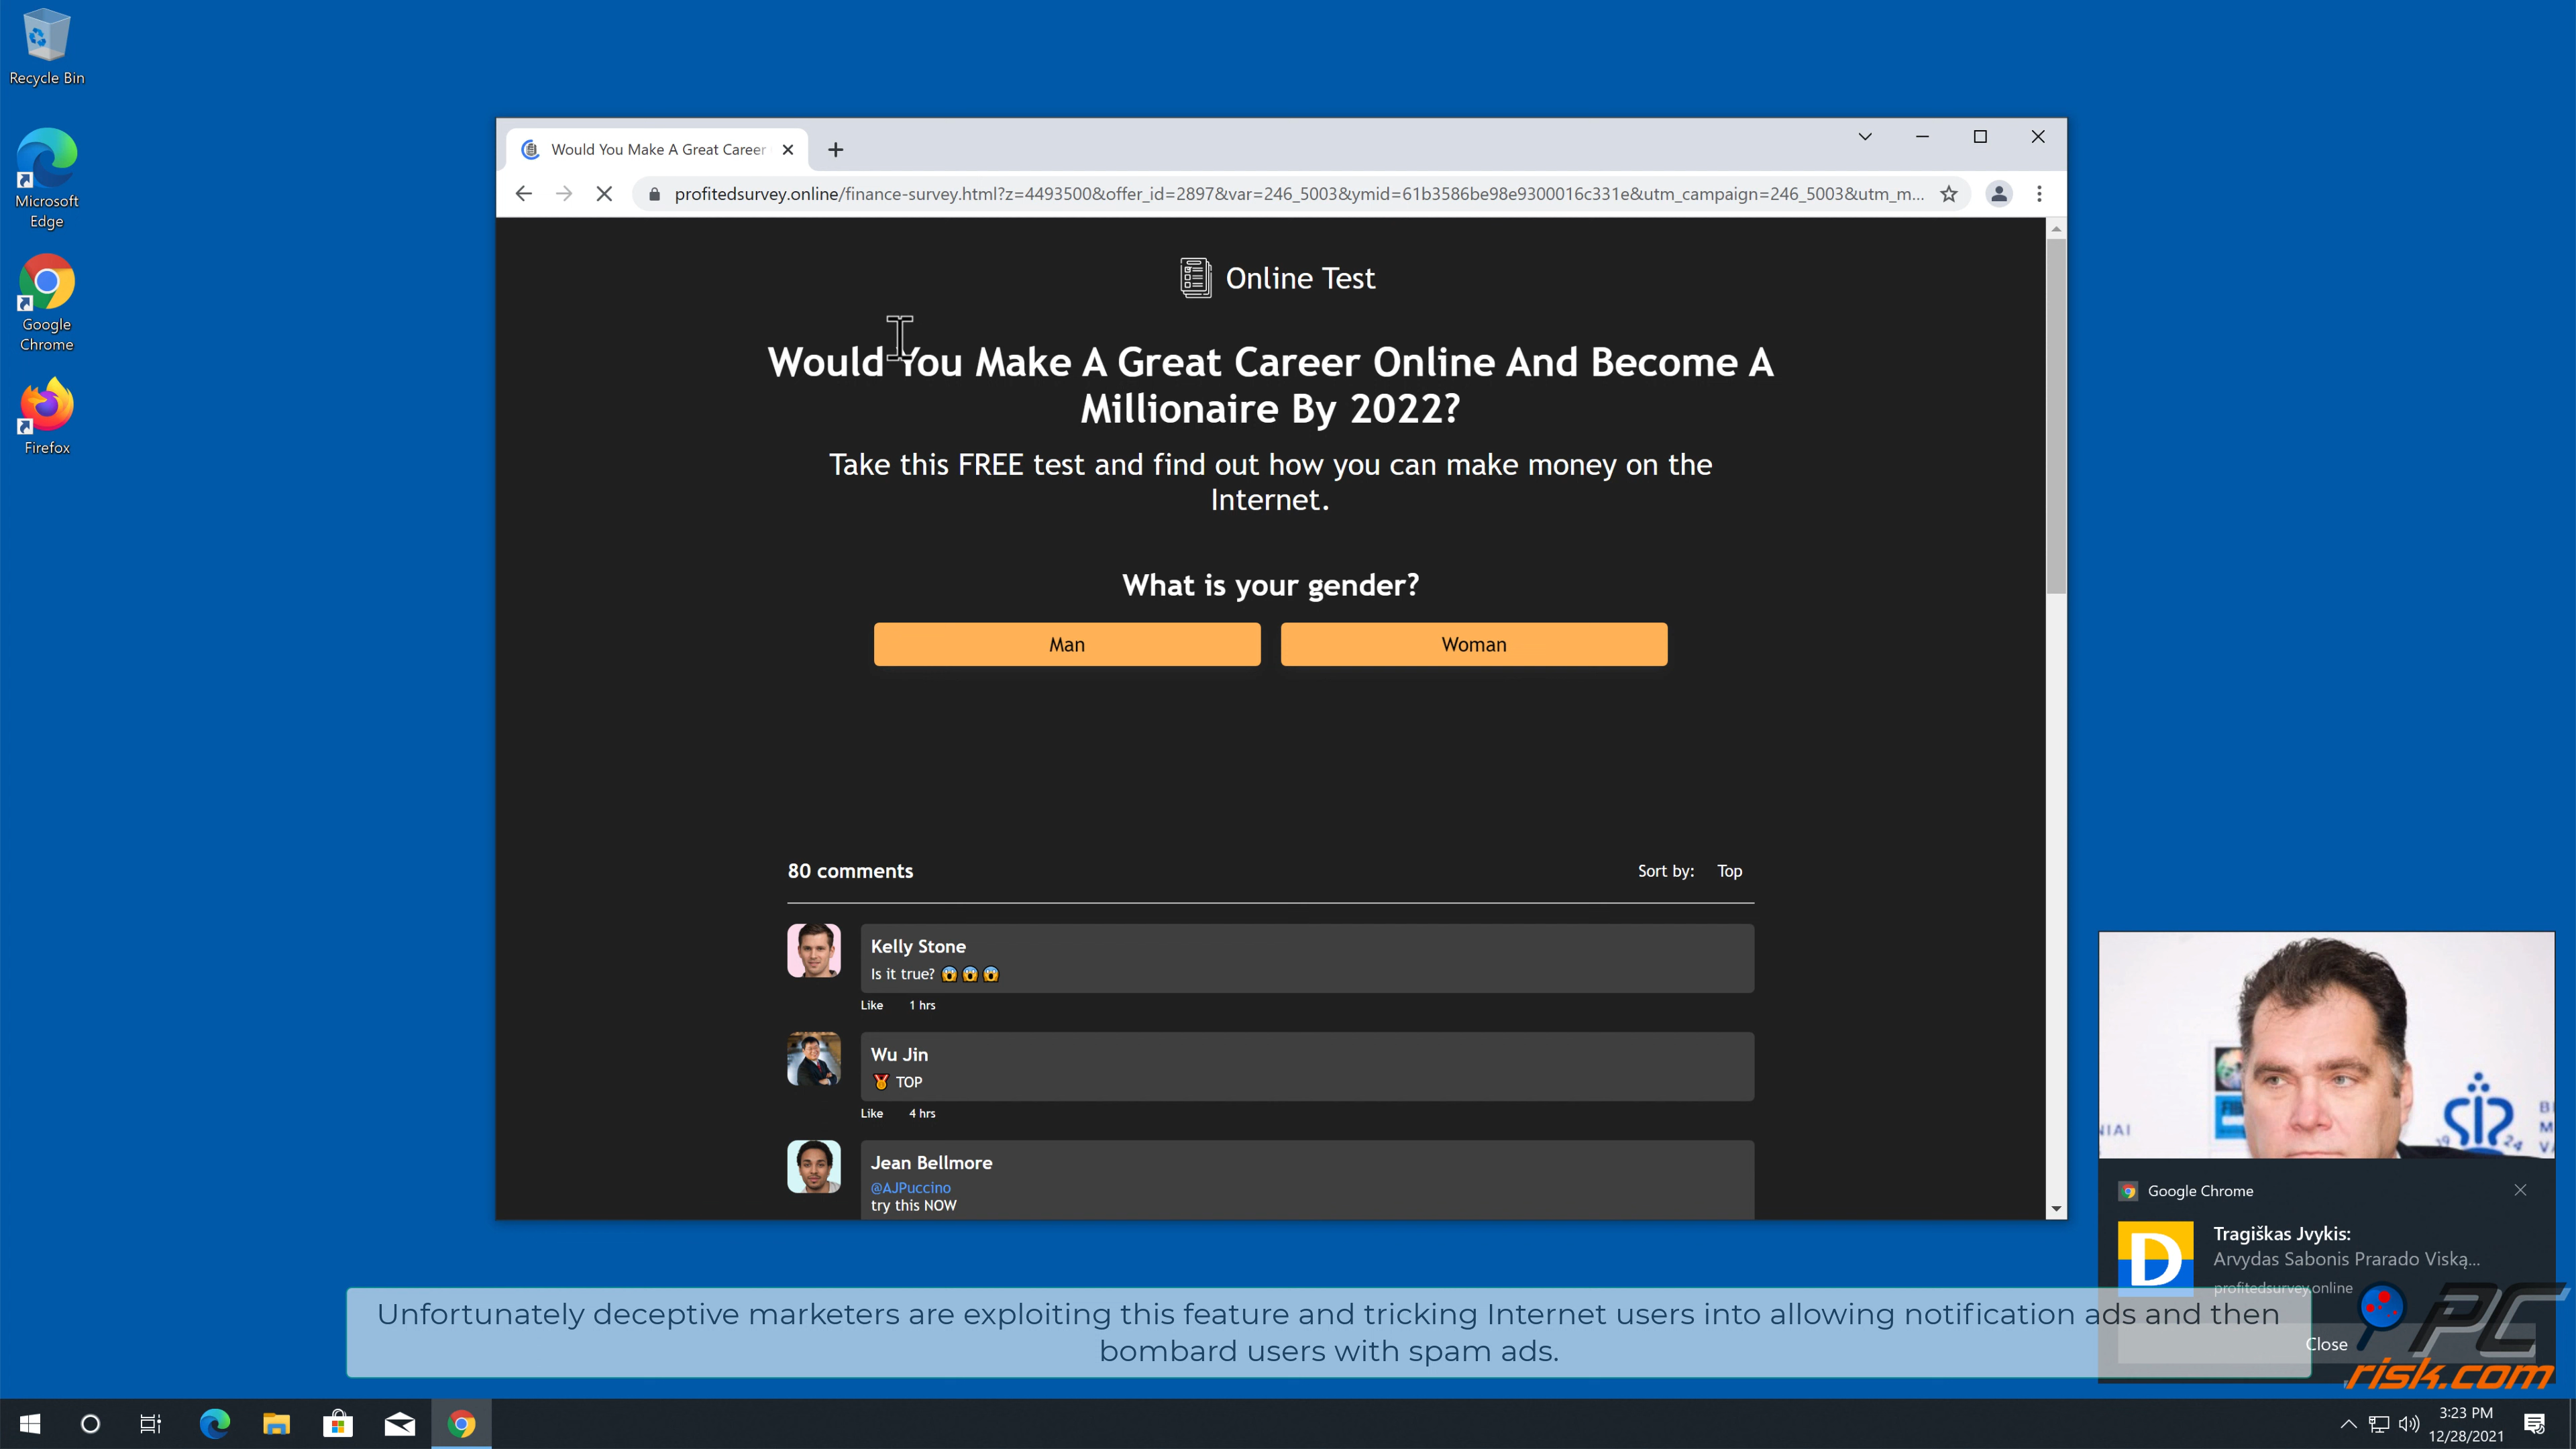 Recycle Bin
Microsoft
Edge
Google
Chrome
Firefox
Would You Make A Great Career
profitedsurvey.online/finance-survey.html?z=4493500&offer_id=2897&var=246_5003&ymid=61b3586be98e9300016c331e&utm_campaign=246_5003&utm_m...
Online Test
Would You Make A Great Career Online And Become A
Millionaire By 2022?
Take this FREE test and find out how you can make money on the
Internet.
What is your gender?
Man
Woman
80 comments
Sort by: Top
Kelly Stone
Is it true? 😱😱😱
Like 1 hrs
Wu Jin
🏅 TOP
Like 4 hrs
Jean Bellmore
@AJPuccino
try this NOW
NIAI
Google Chrome
D
Tragiškas Jvykis:
Arvydas Sabonis Prarado Viską...
profitedsurvey.online
Close
Unfortunately deceptive marketers are exploiting this feature and tricking Internet users into allowing notification ads and then
bombard users with spam ads.
PC
risk.com
3:23 PM
12/28/2021